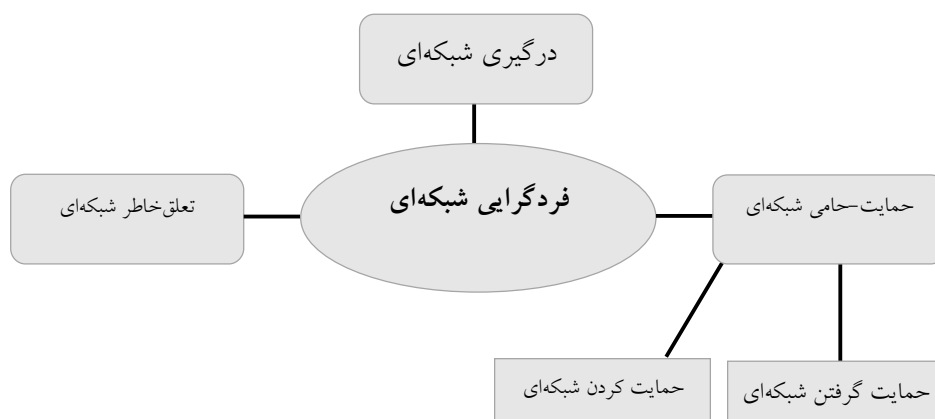 درگیری شبکه‌ای
فردگرایی شبکه‌ای
حمایت-حامی شبکه‌ای
تعلق‌خاطر شبکه‌ای
حمایت گرفتن شبکه‌ای
حمایت کردن شبکه‌ای